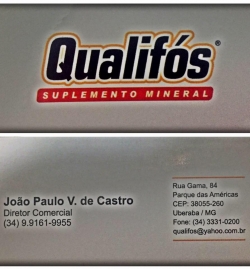 Qualifós®
SUPLEMENTO MINERAL
João Paulo V. de Castro
Diretor Comercial
(34) 9.9161-9955
Rua Gama, 84
Parque das Américas
CEP: 38055-260
Uberaba / MG
Fone: (34) 3331-0200
qualifos@yahoo.com.br